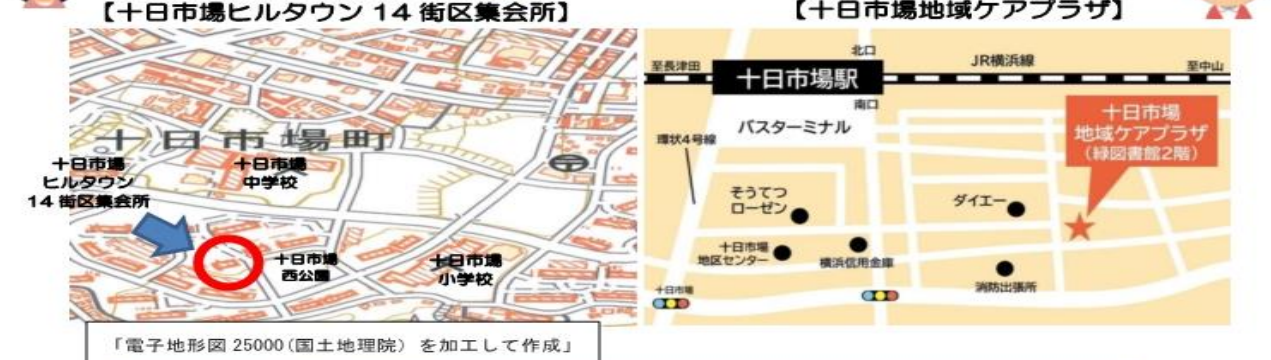 【十日市場ヒルタウン 14 街区集会所】
十日市場町
十日市場
ヒルタウン
14 街区集会所
十日市場
中学校
十日市場
西公園
十日市場
小学校
「電子地形図 25000(国土地理院) を加工して作成」
【十日市場地域ケアプラザ】
北口
至長津田
十日市場駅
JR横浜線
至中山
南口
バスターミナル
環状4号線
十日市場
地域ケアプラザ
(緑図書館2階)
そうてつ
ローゼン
ダイエー
十日市場
地区センター
横浜信用金庫
消防出張所
十日市場